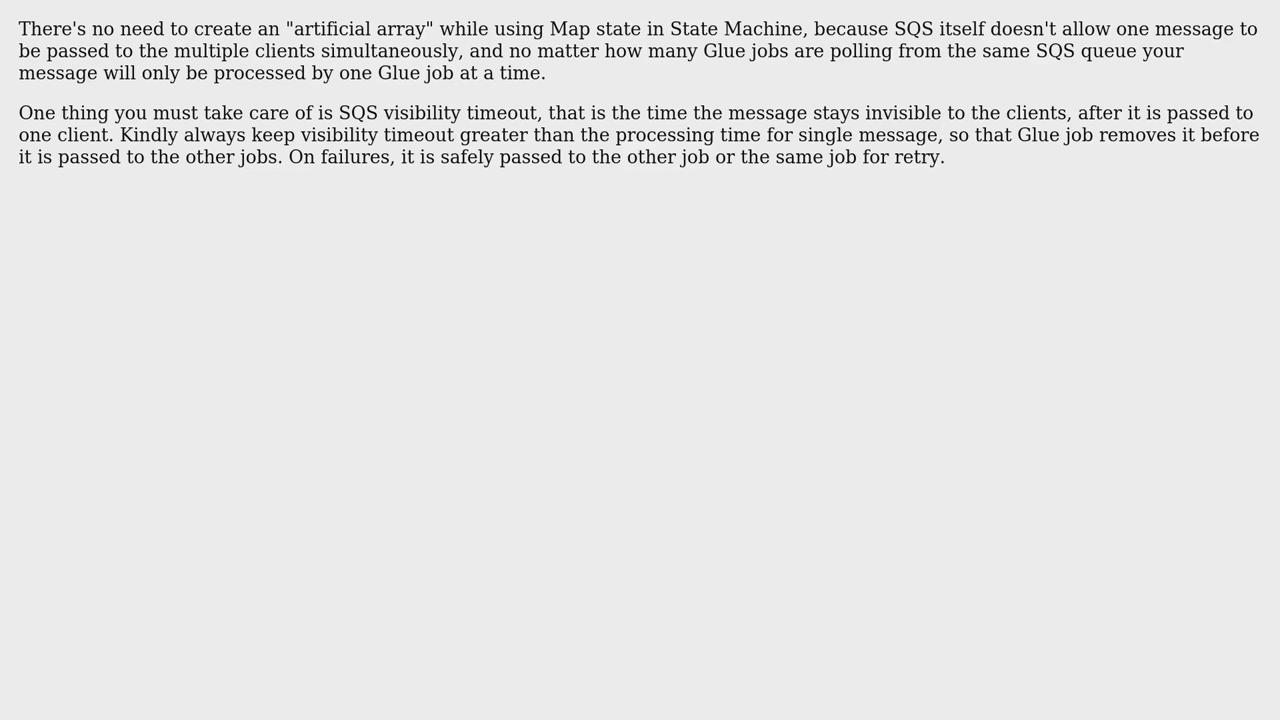 There's no need to create an "artificial array" while using Map state in State Machine, because SQS itself doesn't allow one message to
be passed to the multiple clients simultaneously, and no matter how many Glue jobs are polling from the same SQS queue your
message will only be processed by one Glue job at a time.
One thing you must take care of is SQS visibility timeout, that is the time the message stays invisible to the clients, after it is passed to
one client. Kindly always keep visibility timeout greater than the processing time for single message, so that Glue job removes it before
it is passed to the other jobs. On failures, it is safely passed to the other job or the same job for retry.